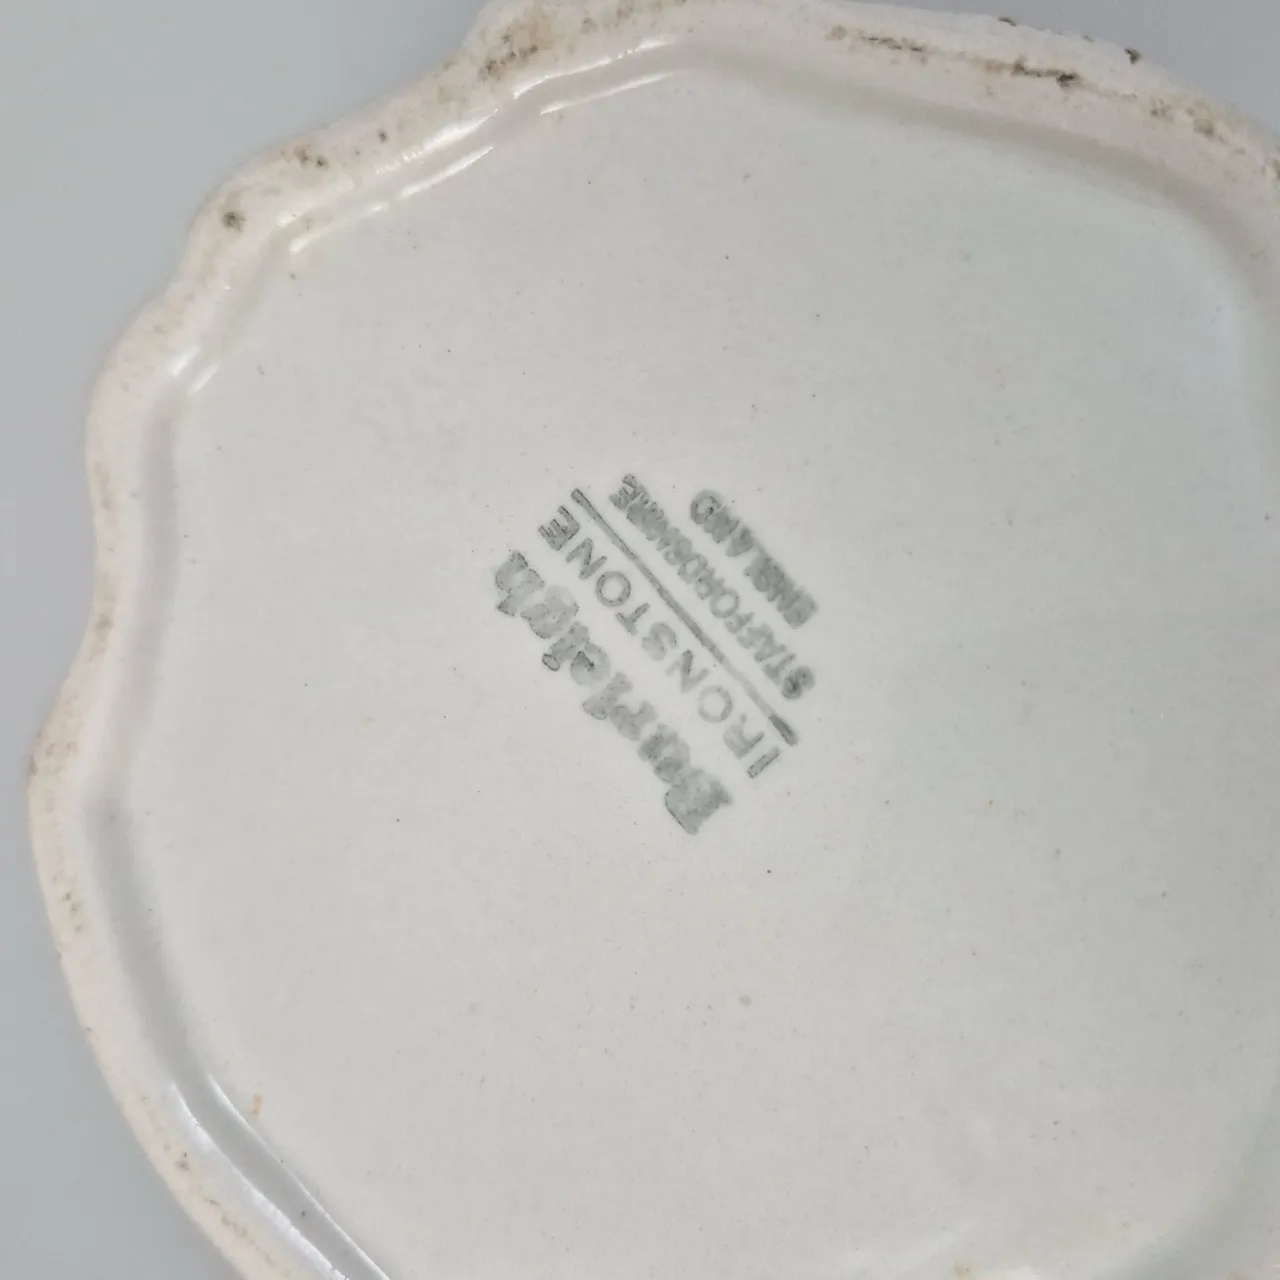 Burleigh
IRONSTONE
STAFFORDSHIRE.
ENGLAND